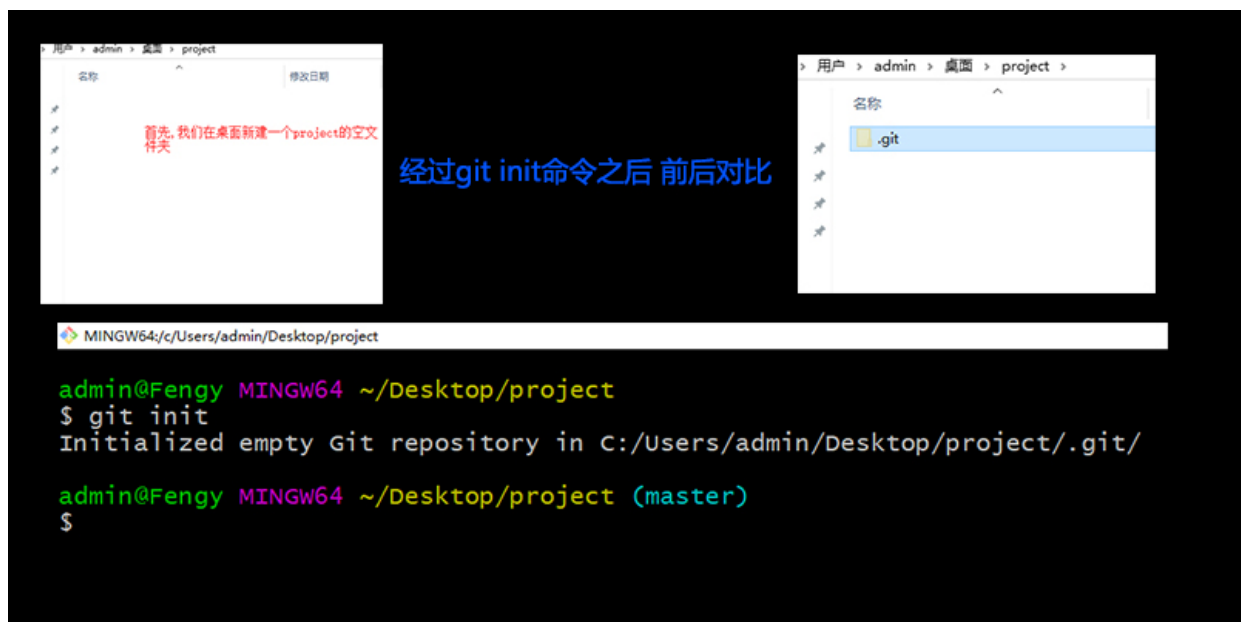 › 用户 › admin › 桌面 › project
名称 修改日期
首先,我们在桌面新建一个project的空文
件夹
经过git init命令之后 前后对比
› 用户 › admin › 桌面 › project ›
名称
.git
MINGW64:/c/Users/admin/Desktop/project
admin@Fengy MINGW64 ~/Desktop/project
$ git init
Initialized empty Git repository in C:/Users/admin/Desktop/project/.git/
admin@Fengy MINGW64 ~/Desktop/project (master)
$